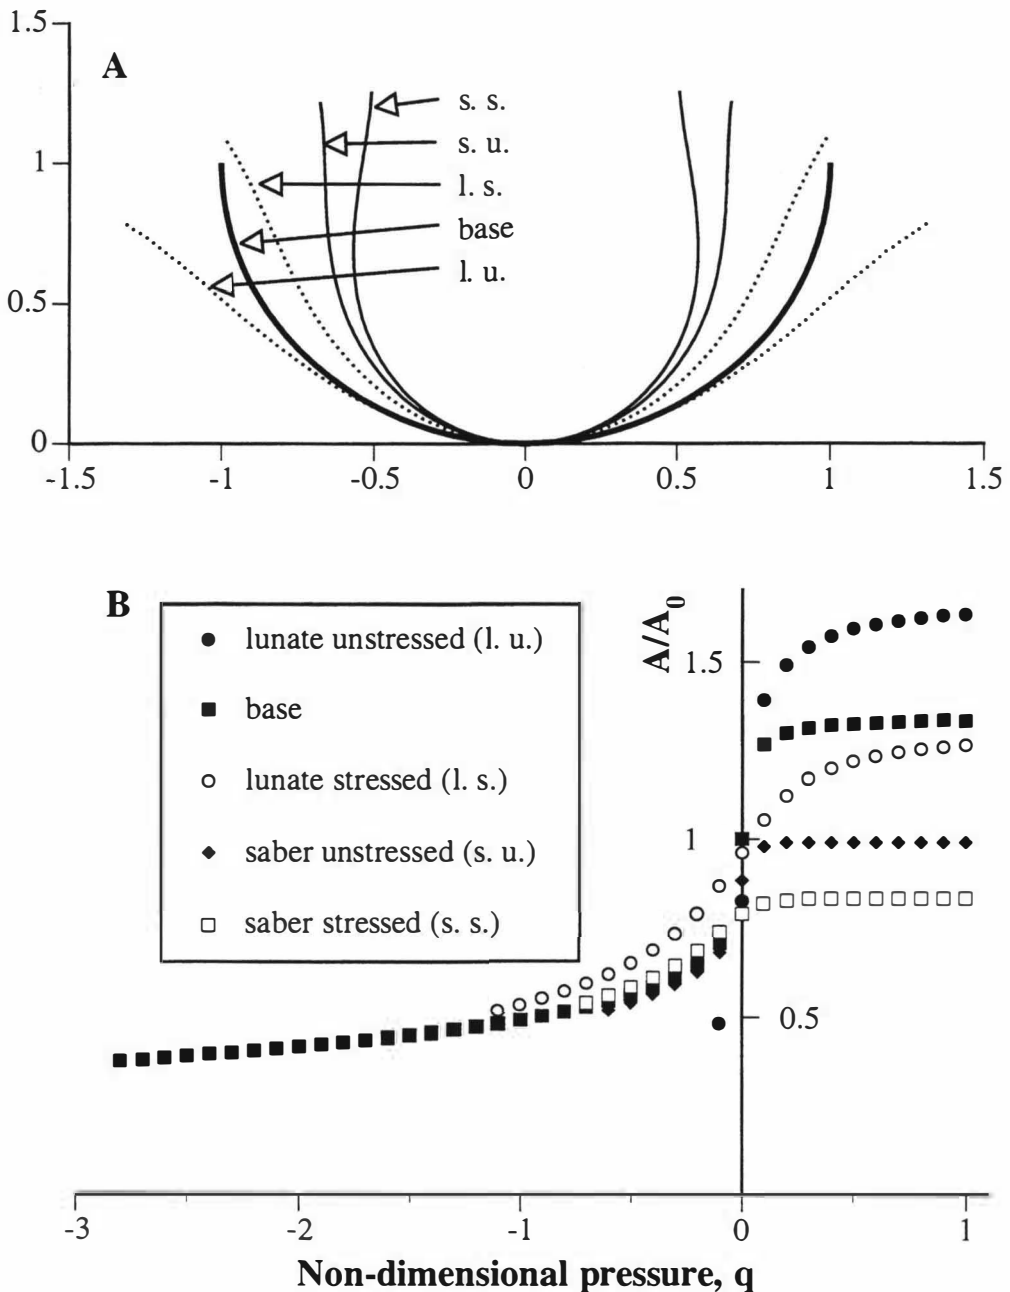 1.5
A
s. s.
s. u.
1
l. s.
base
l. u.
0.5
0
-1.5 -1 -0.5 0 0.5 1 1.5
B
A/A0
lunate unstressed (l. u.)
1.5
base
lunate stressed (l. s.)
1
saber unstressed (s. u.)
saber stressed (s. s.)
0.5
-3 -2 -1 0 1
Non-dimensional pressure, q